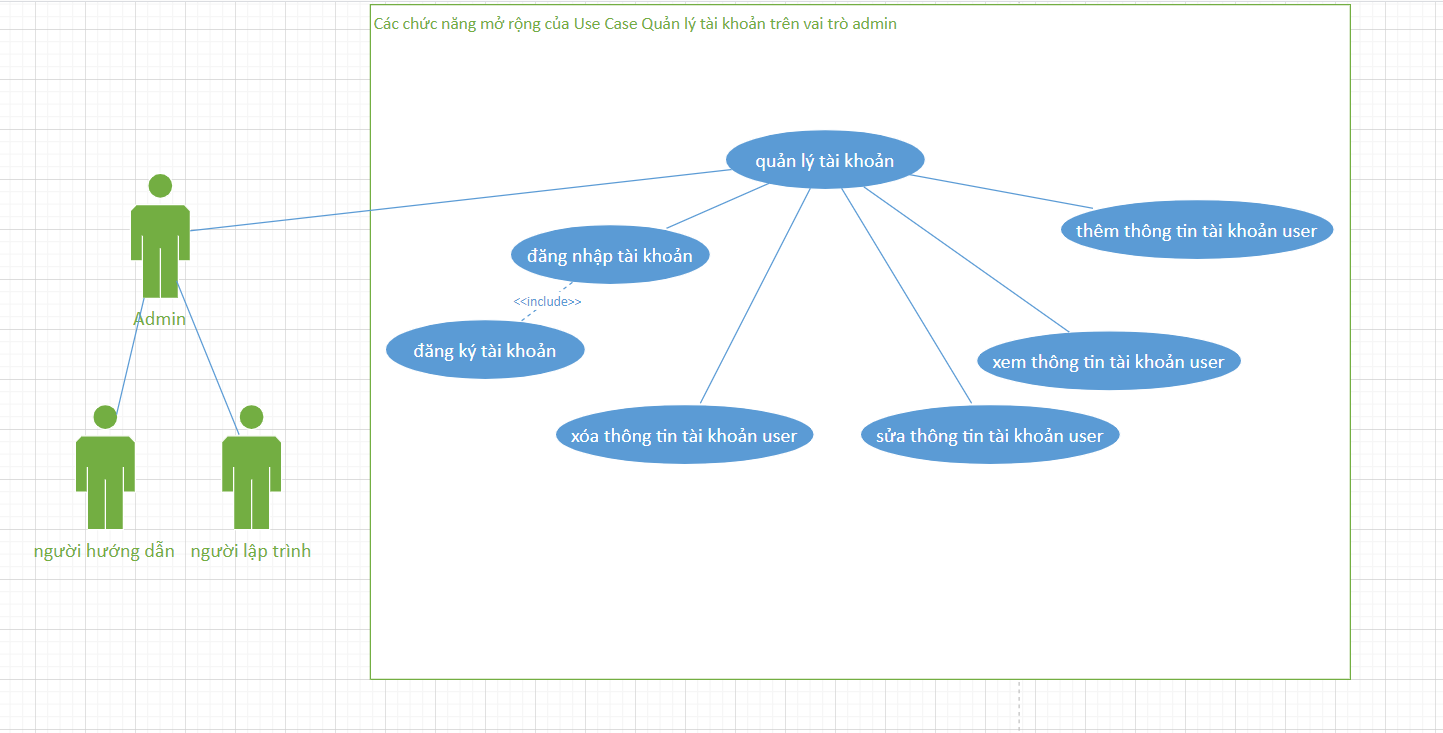 Các chức năng mở rộng của Use Case Quản lý tài khoản trên vai trò admin
quản lý tài khoản
thêm thông tin tài khoản user
đăng nhập tài khoản
<<include>>
Admin
đăng ký tài khoản
xem thông tin tài khoản user
xóa thông tin tài khoản user
sửa thông tin tài khoản user
người hướng dẫn
người lập trình